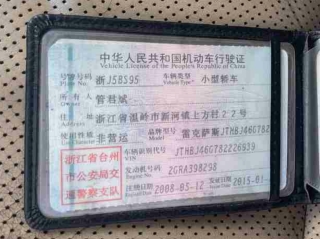 中华人民共和国机动车行驶证
Vehicle License of the People's Republic of China
号牌号码 浙J58S95 车辆类型 小型轿车
Plate No. Vehicle Type
所有人 管君斌
Owner
住址 浙江省温岭市新河镇上方村22号
Address
使用性质 非营运 品牌型号 雷克萨斯JTHBJ46G782
Use Character Model
浙江省台州
市公安局交
通警察支队
车辆识别代号 JTHBJ46G782226939
VIN
发动机号码 2GRA398298
Engine No.
注册日期 2008-05-12 发证日期 2015-01-
Register Date Issue Date